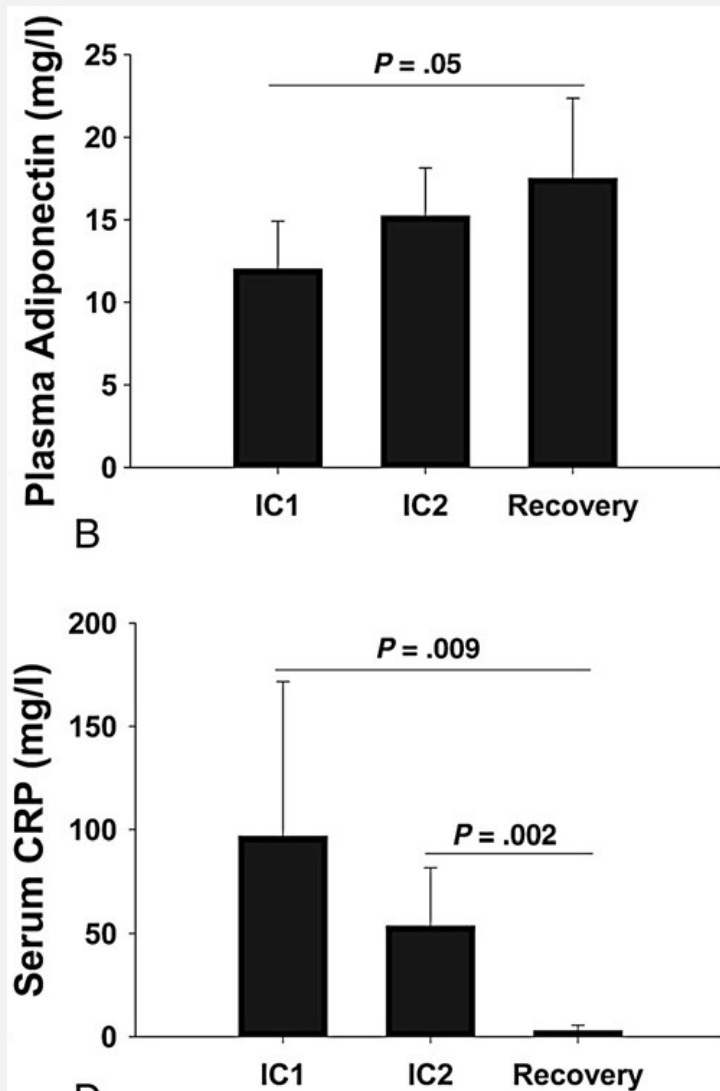 Plasma Adiponectin (mg/l)
25
20
15
10
5
0
P = .05
IC1 IC2 Recovery
B
Serum CRP (mg/l)
200
150
100
50
0
P = .009
P = .002
IC1 IC2 Recovery